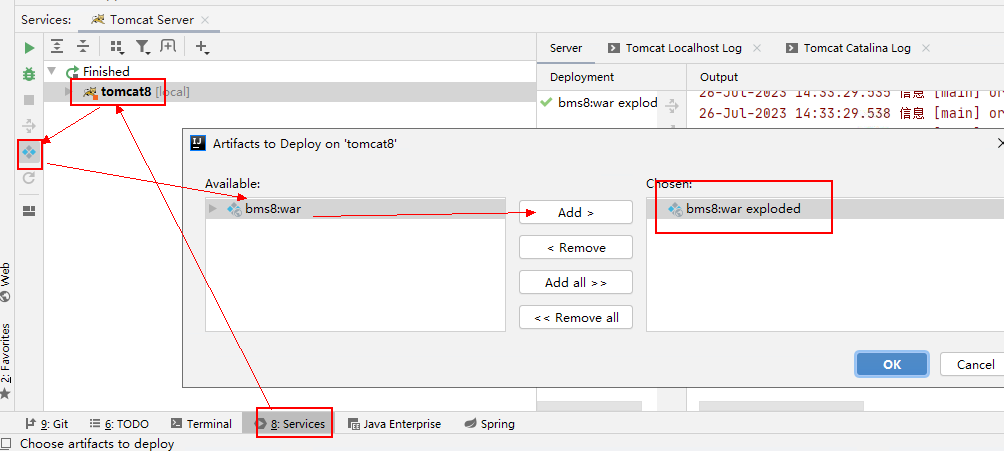 Services: Tomcat Server
Server Tomcat Localhost Log Tomcat Catalina Log
Finished
tomcat8 [local]
Deployment Output
bms8:war explod
26-Jul-2023 14:33:29.535 信息 [main] or
26-Jul-2023 14:33:29.538 信息 [main] or
Artifacts to Deploy on 'tomcat8'
Available: Chosen:
bms8:war
Add >
bms8:war exploded
< Remove
Add all >>
<< Remove all
OK Cancel
Web
2: Favorites
9: Git 6: TODO Terminal 8: Services Java Enterprise Spring
Choose artifacts to deploy